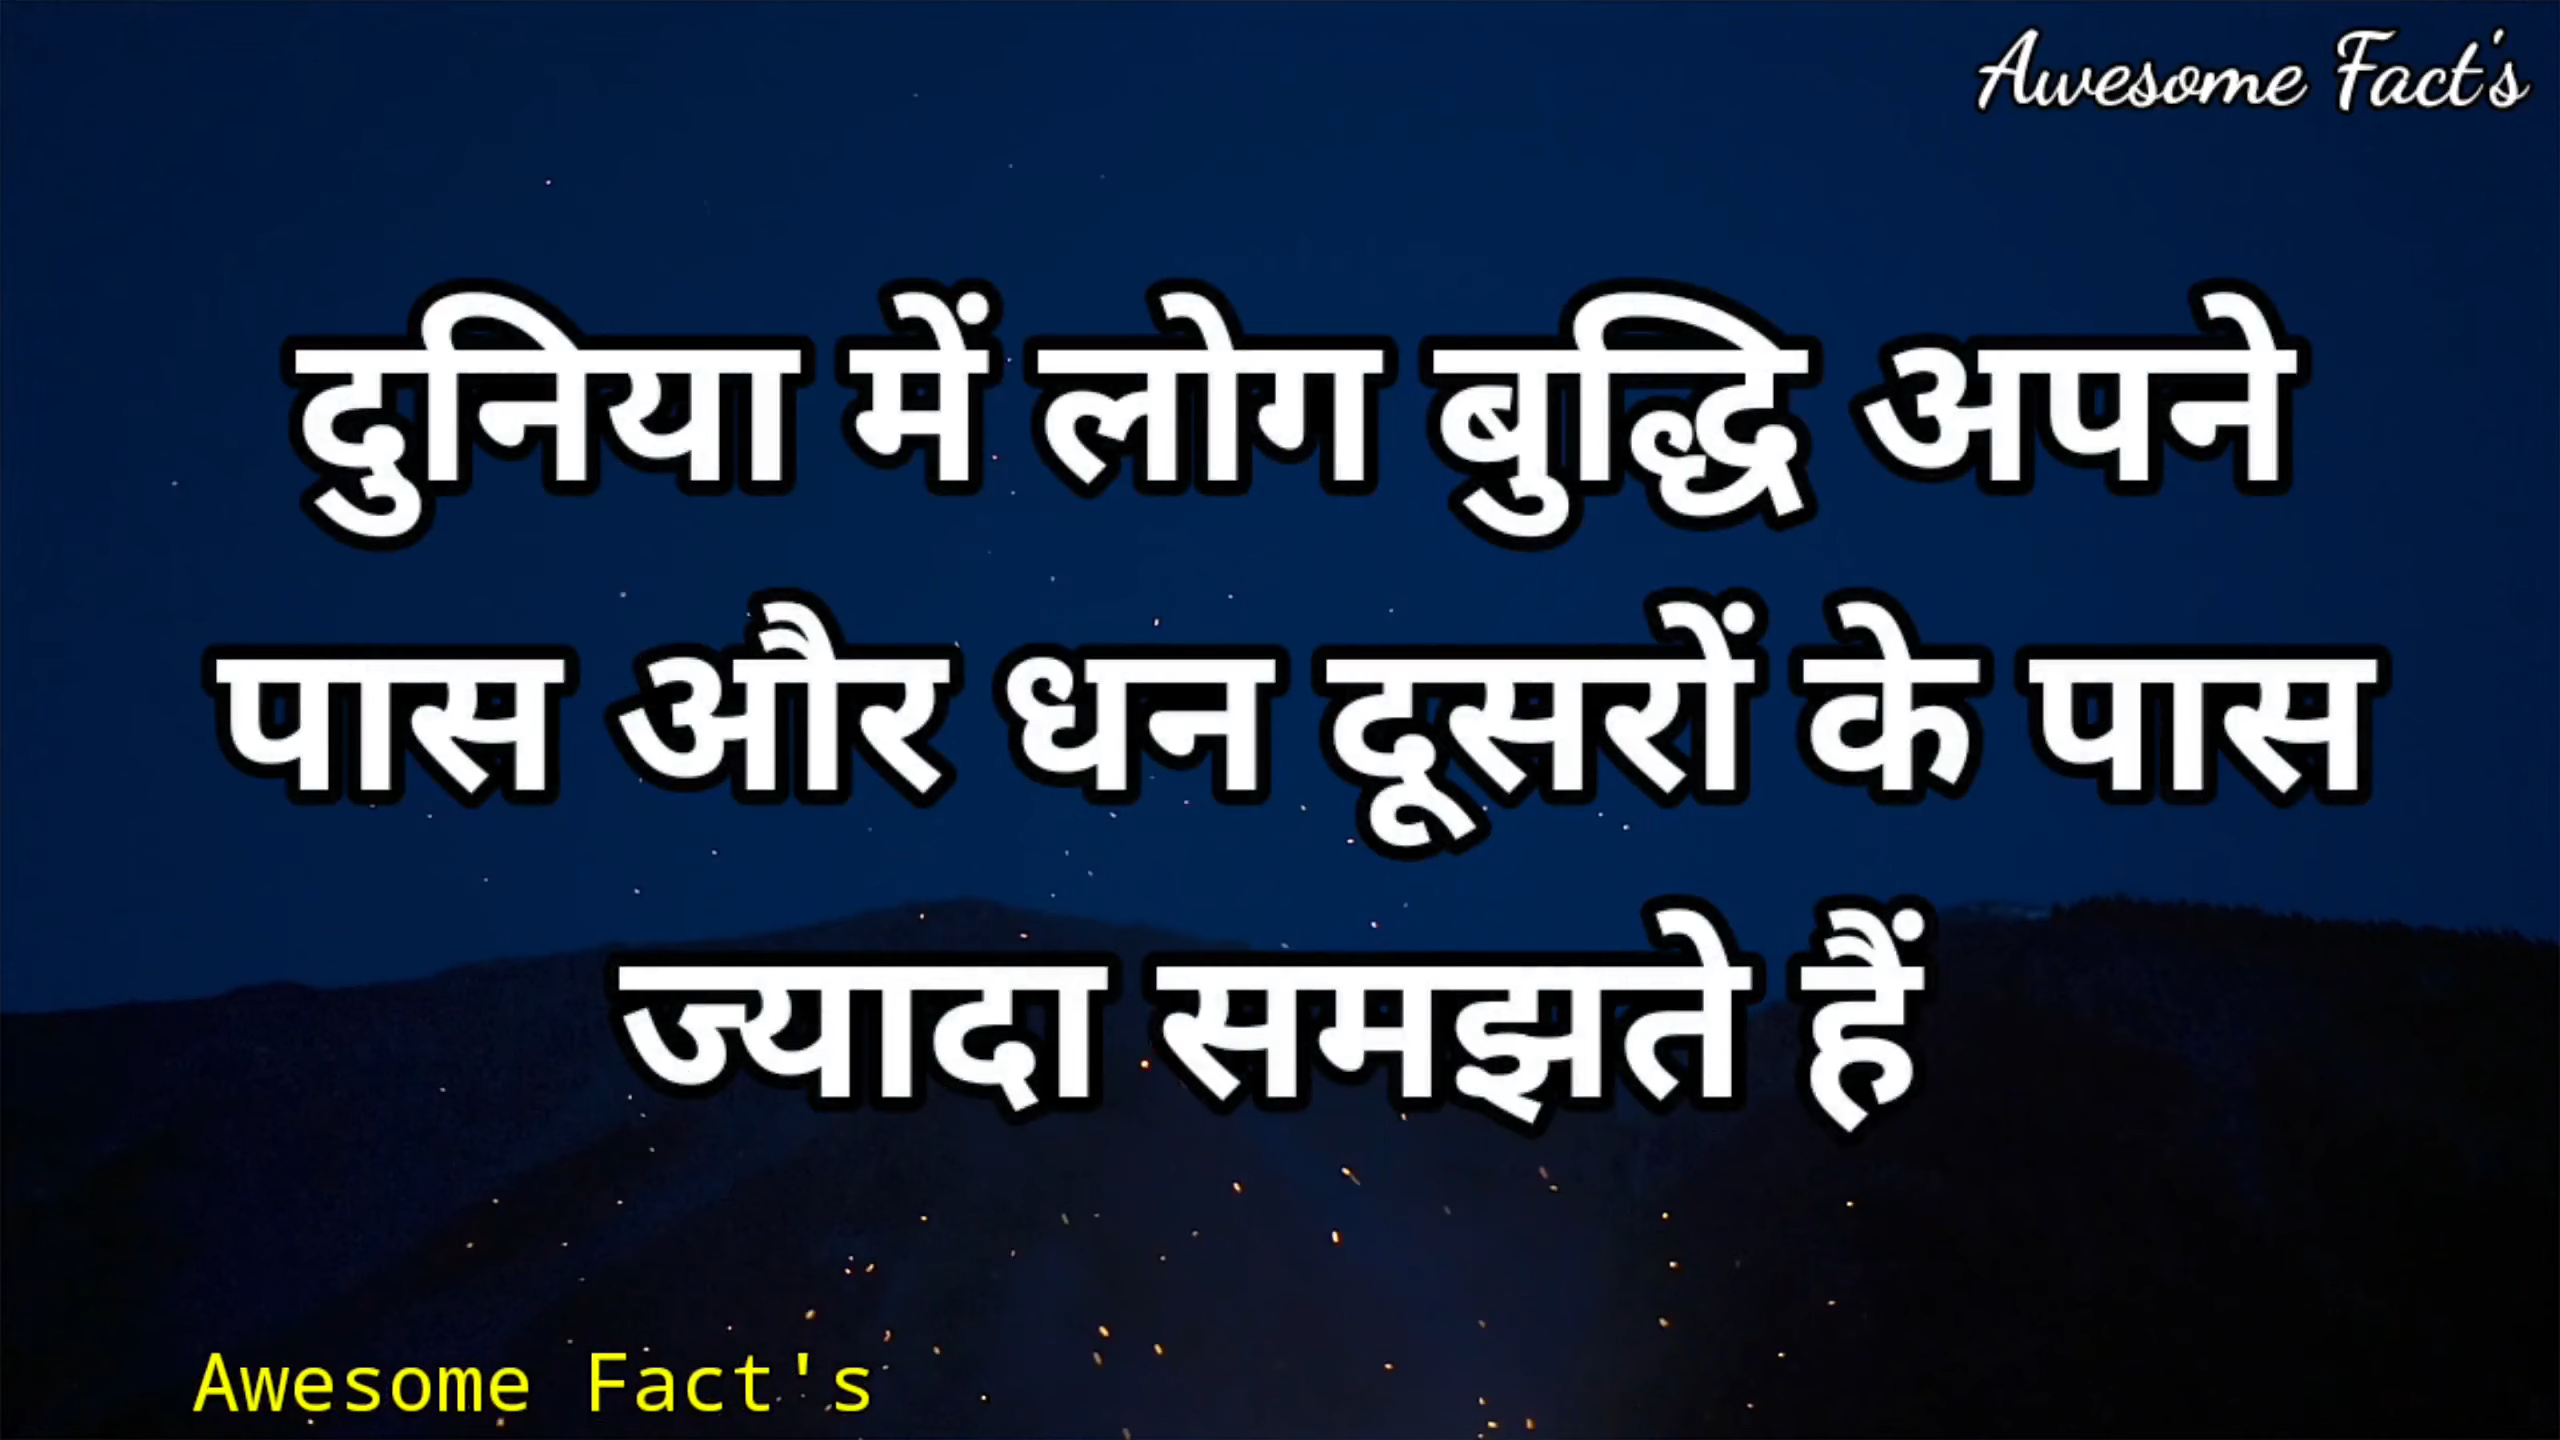 Awesome Fact's
दुनिया में लोग बुद्धि अपने
पास और धन दूसरों के पास
ज्यादा समझते हैं
Awesome Fact's